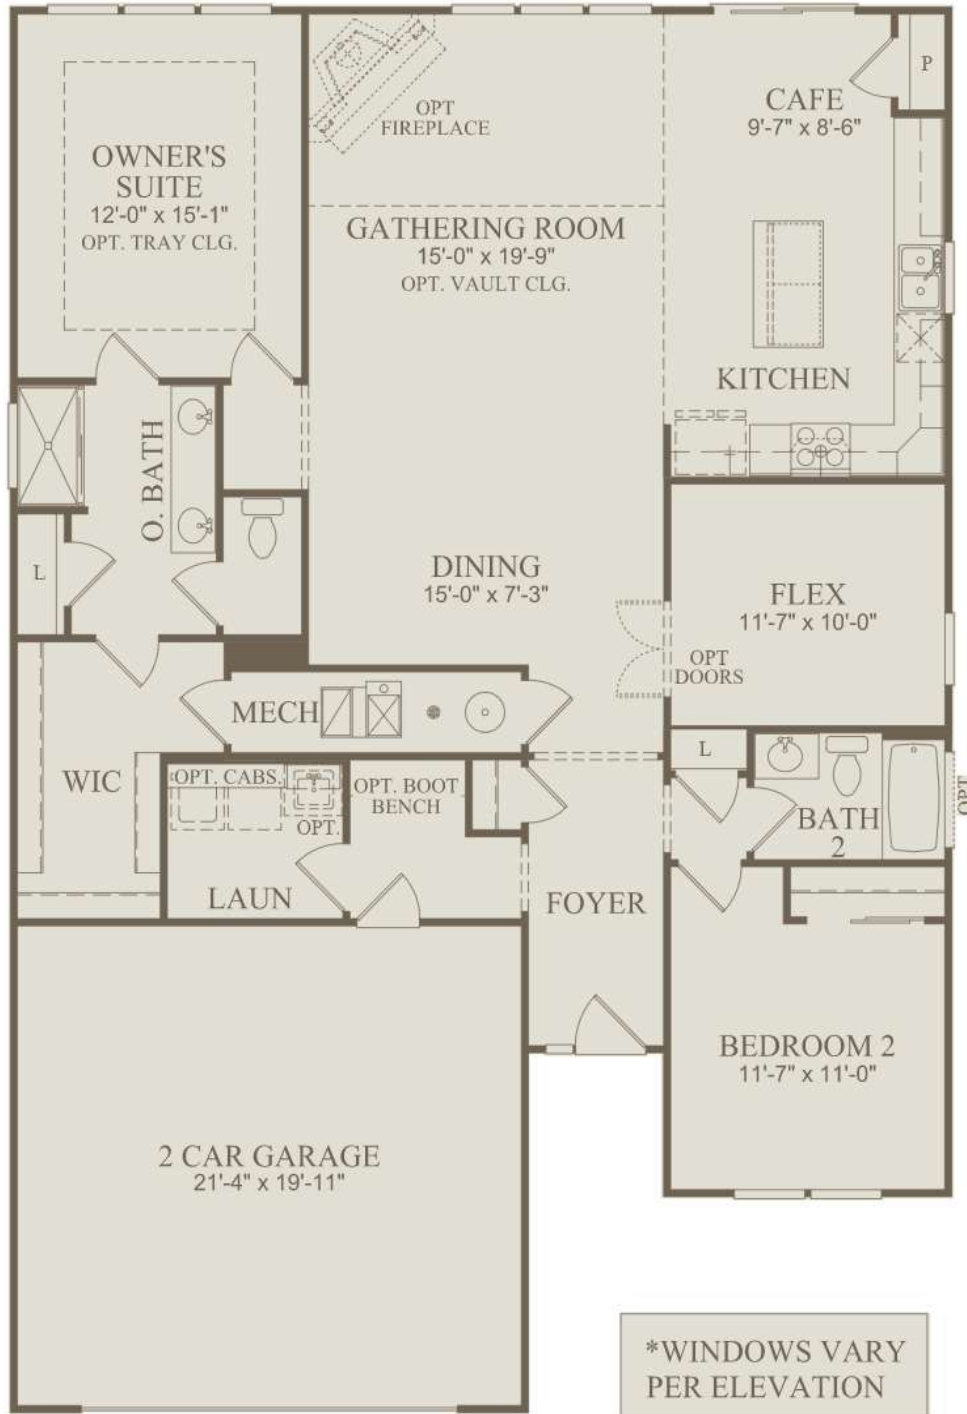 OWNER'S
SUITE
12'-0" x 15'-1"
OPT. TRAY CLG.
OPT
FIREPLACE
CAFE
9'-7" x 8'-6"
P
GATHERING ROOM
15'-0" x 19'-9"
OPT. VAULT CLG.
KITCHEN
O. BATH
L
DINING
15'-0" x 7'-3"
FLEX
11'-7" x 10'-0"
OPT
DOORS
MECH
WIC
OPT. CABS.
OPT.
LAUN
OPT. BOOT
BENCH
FOYER
L
BATH
2
OPT
BEDROOM 2
11'-7" x 11'-0"
2 CAR GARAGE
21'-4" x 19'-11"
*WINDOWS VARY
PER ELEVATION